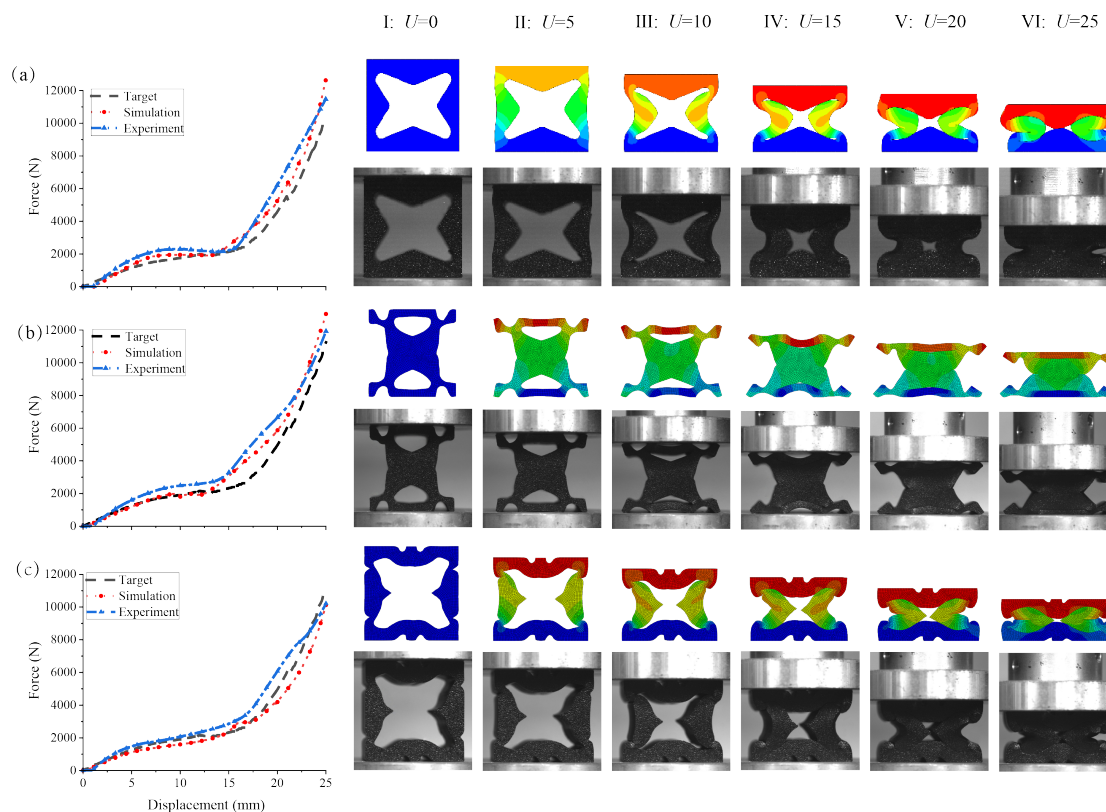 I: U=0 II: U=5 III: U=10 IV: U=15 V: U=20 VI: U=25
(a)
12000
10000
8000
6000
4000
2000
0
Force (N)
Target
Simulation
Experiment
(b)
12000
10000
8000
6000
4000
2000
0
Force (N)
Target
Simulation
Experiment
(c)
12000
10000
8000
6000
4000
2000
0
Force (N)
Target
Simulation
Experiment
0 5 10 15 20 25
Displacement (mm)